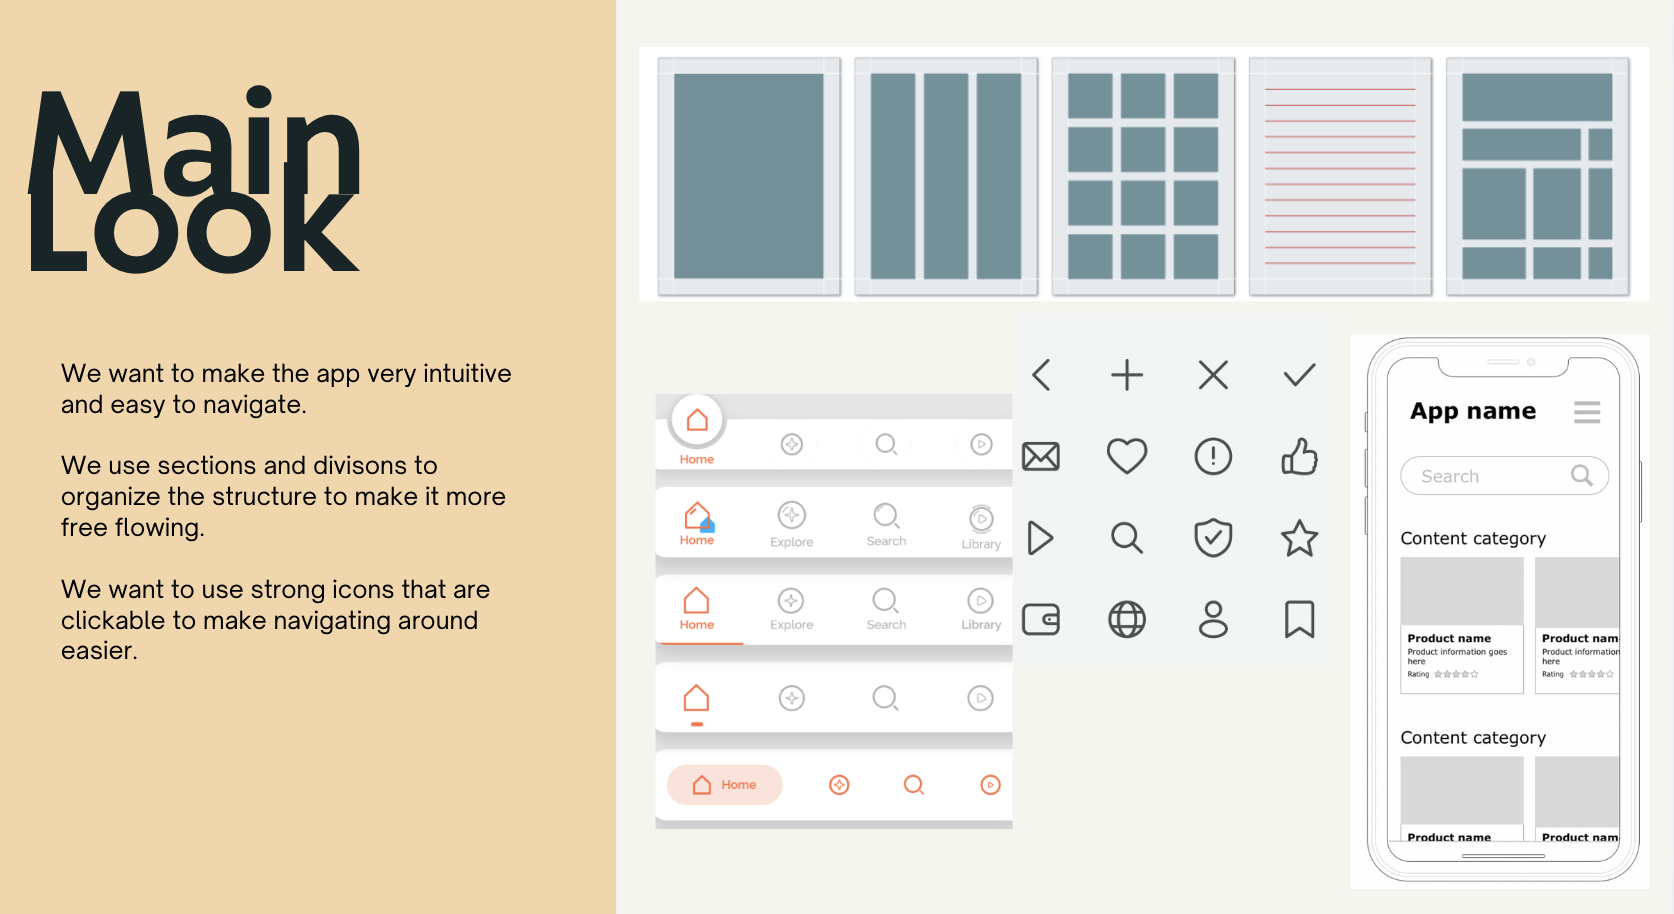 Main
Look
We want to make the app very intuitive
and easy to navigate.
We use sections and divisons to
organize the structure to make it more
free flowing.
We want to use strong icons that are
clickable to make navigating around
easier.
Home
Home
Explore
Search
Library
Home
Explore
Search
Library
Home
App name
Search
Content category
Product name
Product information goes
here
Rating
Product nam
Product information
here
Rating
Content category
Product name
Product nam